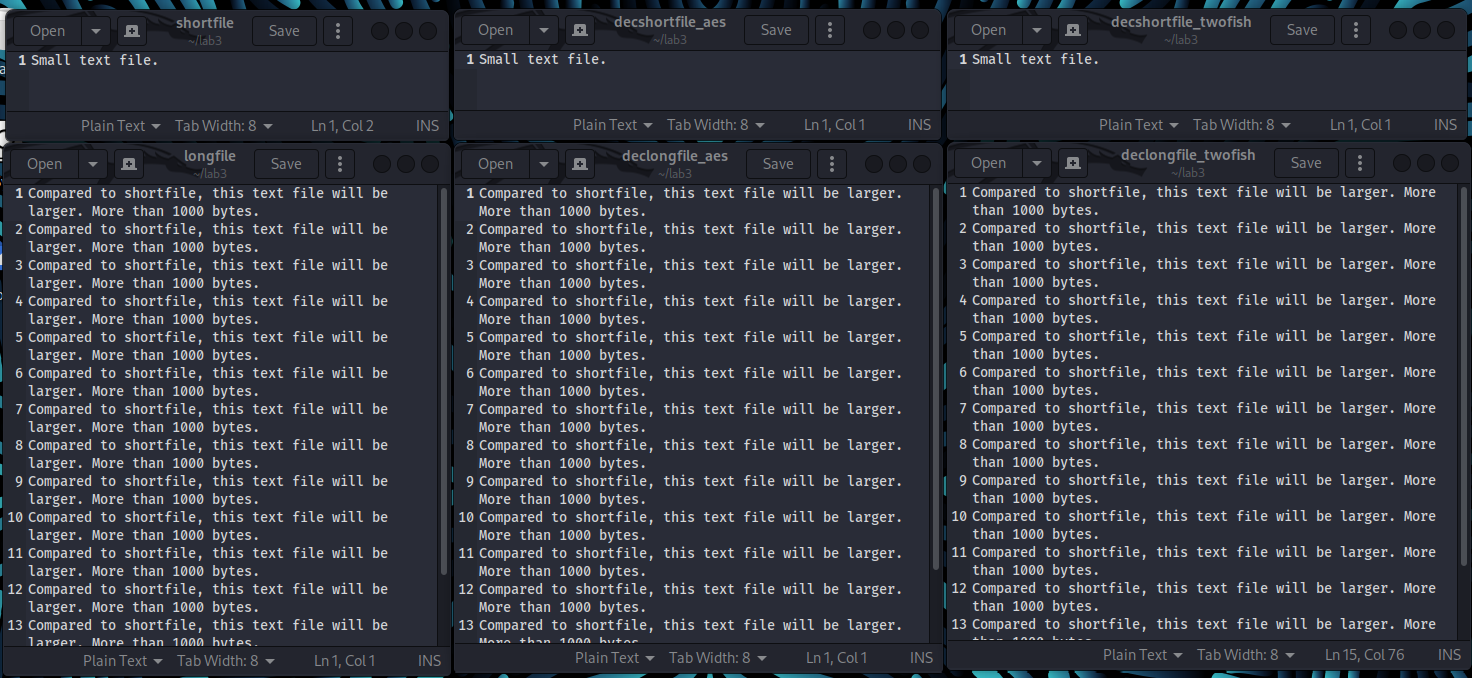 Open shortfile Save
~/lab3
1 Small text file.
Plain Text Tab Width: 8 Ln 1, Col 2 INS
Open decshortfile_aes Save
~/lab3
1 Small text file.
Plain Text Tab Width: 8 Ln 1, Col 1 INS
Open decshortfile_twofish Save
~/lab3
1 Small text file.
Plain Text Tab Width: 8 Ln 1, Col 1 INS
Open longfile Save
~/lab3
1 Compared to shortfile, this text file will be
larger. More than 1000 bytes.
2 Compared to shortfile, this text file will be
larger. More than 1000 bytes.
3 Compared to shortfile, this text file will be
larger. More than 1000 bytes.
4 Compared to shortfile, this text file will be
larger. More than 1000 bytes.
5 Compared to shortfile, this text file will be
larger. More than 1000 bytes.
6 Compared to shortfile, this text file will be
larger. More than 1000 bytes.
7 Compared to shortfile, this text file will be
larger. More than 1000 bytes.
8 Compared to shortfile, this text file will be
larger. More than 1000 bytes.
9 Compared to shortfile, this text file will be
larger. More than 1000 bytes.
10 Compared to shortfile, this text file will be
larger. More than 1000 bytes.
11 Compared to shortfile, this text file will be
larger. More than 1000 bytes.
12 Compared to shortfile, this text file will be
larger. More than 1000 bytes.
13 Compared to shortfile, this text file will be
larger. More than 1000 bytes.
Plain Text Tab Width: 8 Ln 1, Col 1 INS
Open declongfile_aes Save
~/lab3
1 Compared to shortfile, this text file will be larger.
More than 1000 bytes.
2 Compared to shortfile, this text file will be larger.
More than 1000 bytes.
3 Compared to shortfile, this text file will be larger.
More than 1000 bytes.
4 Compared to shortfile, this text file will be larger.
More than 1000 bytes.
5 Compared to shortfile, this text file will be larger.
More than 1000 bytes.
6 Compared to shortfile, this text file will be larger.
More than 1000 bytes.
7 Compared to shortfile, this text file will be larger.
More than 1000 bytes.
8 Compared to shortfile, this text file will be larger.
More than 1000 bytes.
9 Compared to shortfile, this text file will be larger.
More than 1000 bytes.
10 Compared to shortfile, this text file will be larger.
More than 1000 bytes.
11 Compared to shortfile, this text file will be larger.
More than 1000 bytes.
12 Compared to shortfile, this text file will be larger.
More than 1000 bytes.
13 Compared to shortfile, this text file will be larger.
More than 1000 bytes.
Plain Text Tab Width: 8 Ln 1, Col 1 INS
Open declongfile_twofish Save
~/lab3
1 Compared to shortfile, this text file will be larger. More
than 1000 bytes.
2 Compared to shortfile, this text file will be larger. More
than 1000 bytes.
3 Compared to shortfile, this text file will be larger. More
than 1000 bytes.
4 Compared to shortfile, this text file will be larger. More
than 1000 bytes.
5 Compared to shortfile, this text file will be larger. More
than 1000 bytes.
6 Compared to shortfile, this text file will be larger. More
than 1000 bytes.
7 Compared to shortfile, this text file will be larger. More
than 1000 bytes.
8 Compared to shortfile, this text file will be larger. More
than 1000 bytes.
9 Compared to shortfile, this text file will be larger. More
than 1000 bytes.
10 Compared to shortfile, this text file will be larger. More
than 1000 bytes.
11 Compared to shortfile, this text file will be larger. More
than 1000 bytes.
12 Compared to shortfile, this text file will be larger. More
than 1000 bytes.
13 Compared to shortfile, this text file will be larger. More
than 1000 bytes.
Plain Text Tab Width: 8 Ln 15, Col 76 INS